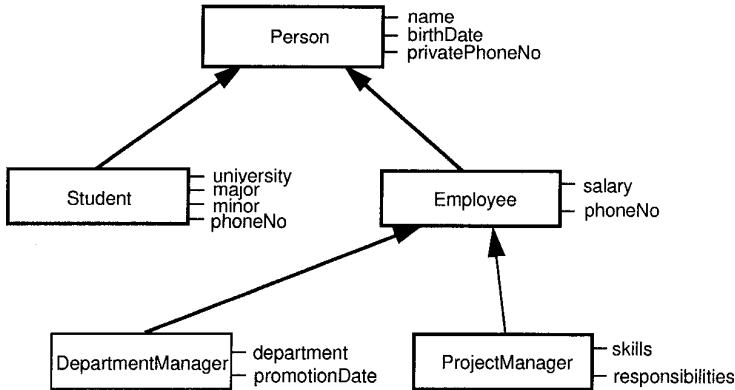 Person
name
birthDate
privatePhoneNo
Student
university
major
minor
phoneNo
Employee
salary
phoneNo
DepartmentManager
department
promotionDate
ProjectManager
skills
responsibilities